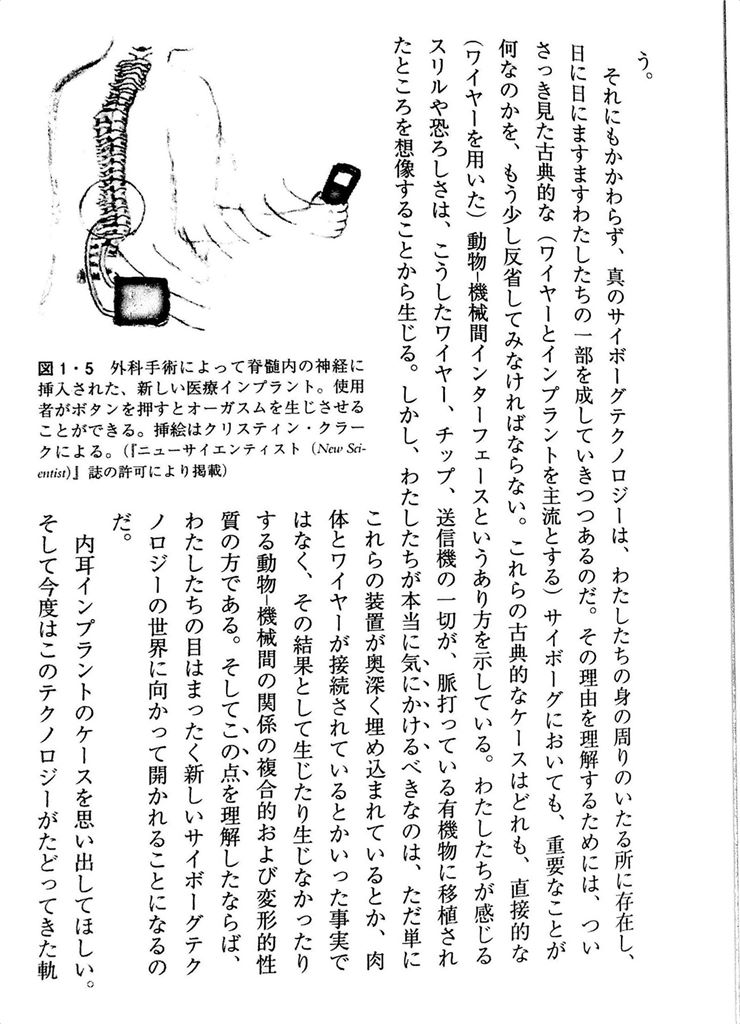 う。
それにもかかわらず、真のサイボーグテクノロジーは、わたしたちの身の周りのいたる所に存在し、
日に日にますますわたしたちの一部を成していきつつあるのだ。その理由を理解するためには、つい
さっき見た古典的な（ワイヤーとインプラントを主流とする）サイボーグにおいても、重要なことが
何なのかを、もう少し反省してみなければならない。これらの古典的なケースはどれも、直接的な
（ワイヤーを用いた）動物–機械間インターフェースというあり方を示している。わたしたちが感じる
スリルや恐ろしさは、こうしたワイヤー、チップ、送信機の一切が、脈打っている有機物に移植され
たところを想像することから生じる。しかし、わたしたちが本当に気にかけるべきなのは、ただ単に
これらの装置が奥深く埋め込まれているとか、肉
体とワイヤーが接続されているとかいった事実で
はなく、その結果として生じたり生じなかったり
する動物–機械間の関係の複合的および変形的性
質の方である。そしてこの点を理解したならば、
わたしたちの目はまったく新しいサイボーグテク
ノロジーの世界に向かって開かれることになるの
だ。
内耳インプラントのケースを思い出してほしい。
そして今度はこのテクノロジーがたどってきた軌
図1・5　外科手術によって脊髄内の神経に
挿入された、新しい医療インプラント。使用
者がボタンを押すとオーガスムを生じさせる
ことができる。挿絵はクリスティン・クラー
クによる。（『ニューサイエンティスト（New Sci-
entist)』誌の許可により掲載）